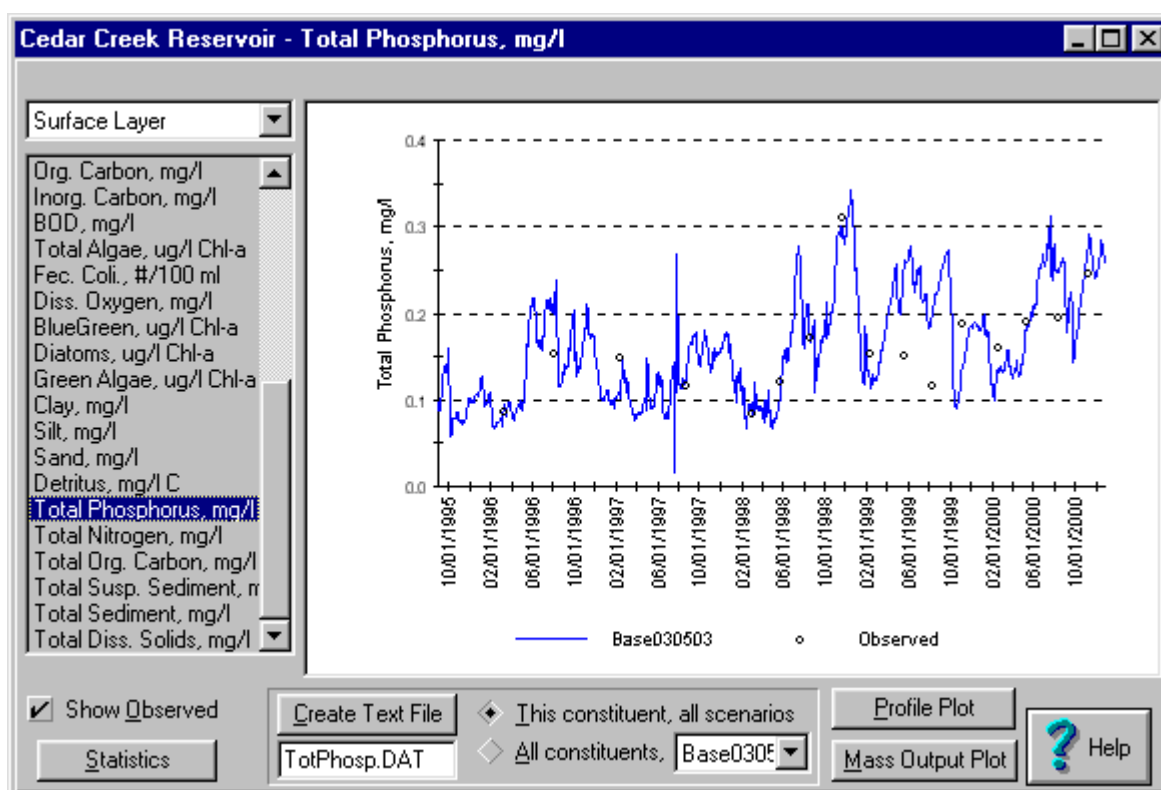 Cedar Creek Reservoir - Total Phosphorus, mg/l
Surface Layer
Org. Carbon, mg/l
Inorg. Carbon, mg/l
BOD, mg/l
Total Algae, ug/l Chl-a
Fec. Coli., #/100 ml
Diss. Oxygen, mg/l
BlueGreen, ug/l Chl-a
Diatoms, ug/l Chl-a
Green Algae, ug/l Chl-a
Clay, mg/l
Silt, mg/l
Sand, mg/l
Detritus, mg/l C
Total Phosphorus, mg/l
Total Nitrogen, mg/l
Total Org. Carbon, mg/l
Total Susp. Sediment, m
Total Sediment, mg/l
Total Diss. Solids, mg/l
Total Phosphorus, mg/l
0.4
0.3
0.2
0.1
0.0
10/01/1995
02/01/1996
06/01/1996
10/01/1996
02/01/1997
06/01/1997
10/01/1997
02/01/1998
06/01/1998
10/01/1998
02/01/1999
06/01/1999
10/01/1999
02/01/2000
06/01/2000
10/01/2000
Base030503
Observed
Show Observed
Statistics
Create Text File
TotPhosp.DAT
This constituent, all scenarios
All constituents,
Base0305
Profile Plot
Mass Output Plot
Help